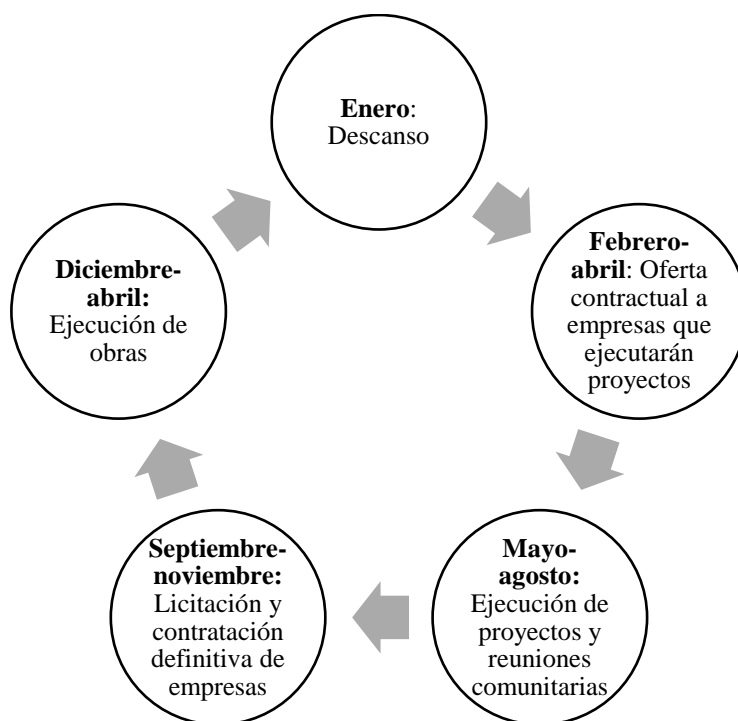 Enero:
Descanso
Febrero-
abril: Oferta
contractual a
empresas que
ejecutarán
proyectos
Mayo-
agosto:
Ejecución de
proyectos y
reuniones
comunitarias
Septiembre-
noviembre:
Licitación y
contratación
definitiva de
empresas
Diciembre-
abril:
Ejecución de
obras